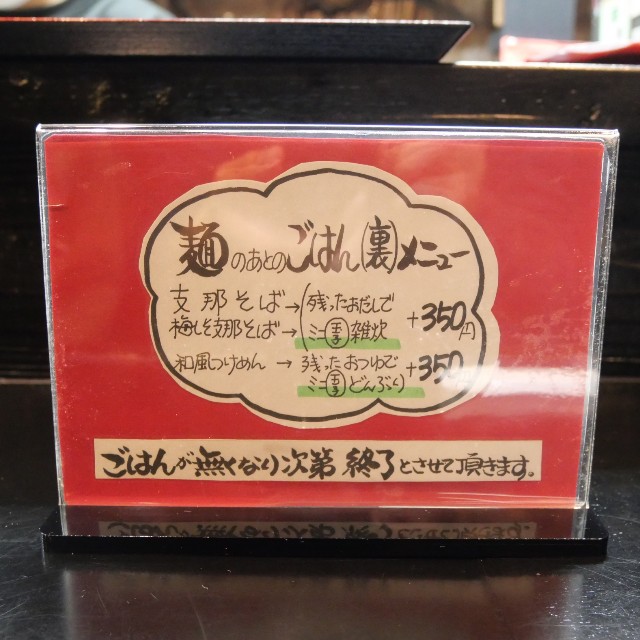 麺のあとのごはん裏メニュー
支那そば→
梅しそ支那そば→
残ったおだしで
ミニ雑炊 +350円
和風つけめん → 残ったおつゆで
ミニどんぶり +350
ごはんが無くなり次第終了とさせて頂きます。